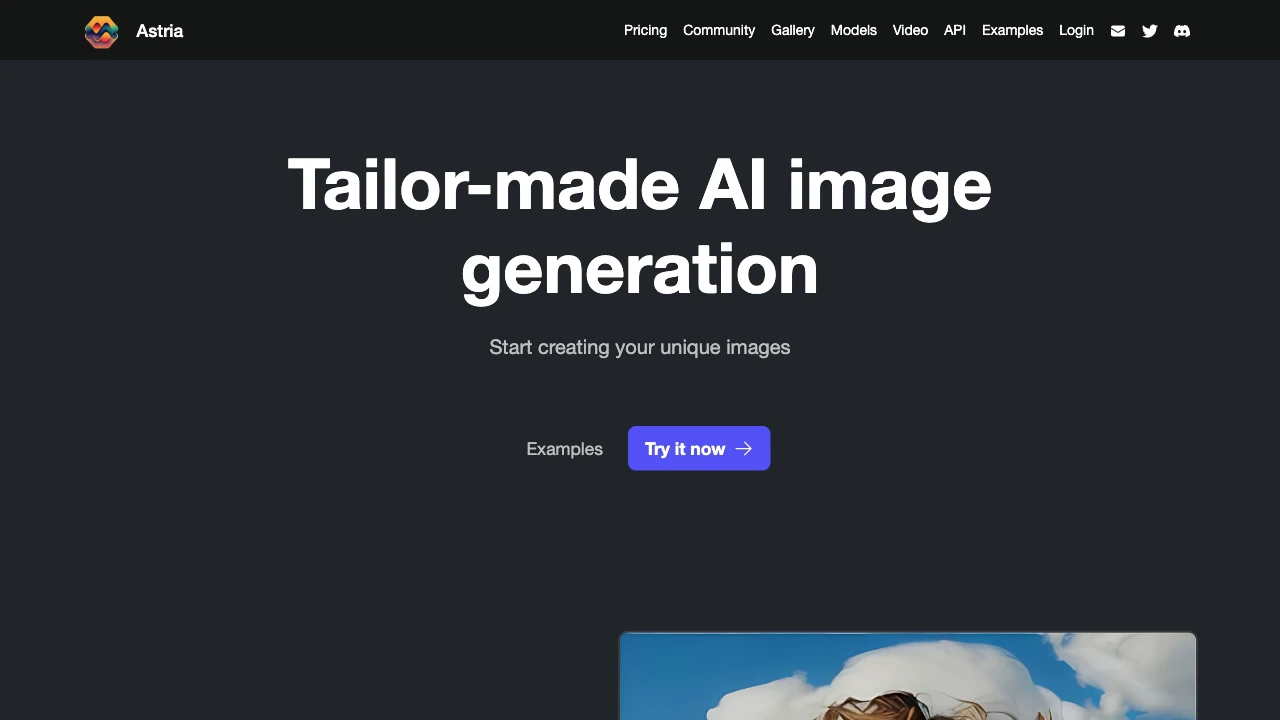 Astria
Pricing
Community
Gallery
Models
Video
API
Examples
Login
Tailor-made AI image
generation
Start creating your unique images
Examples
Try it now